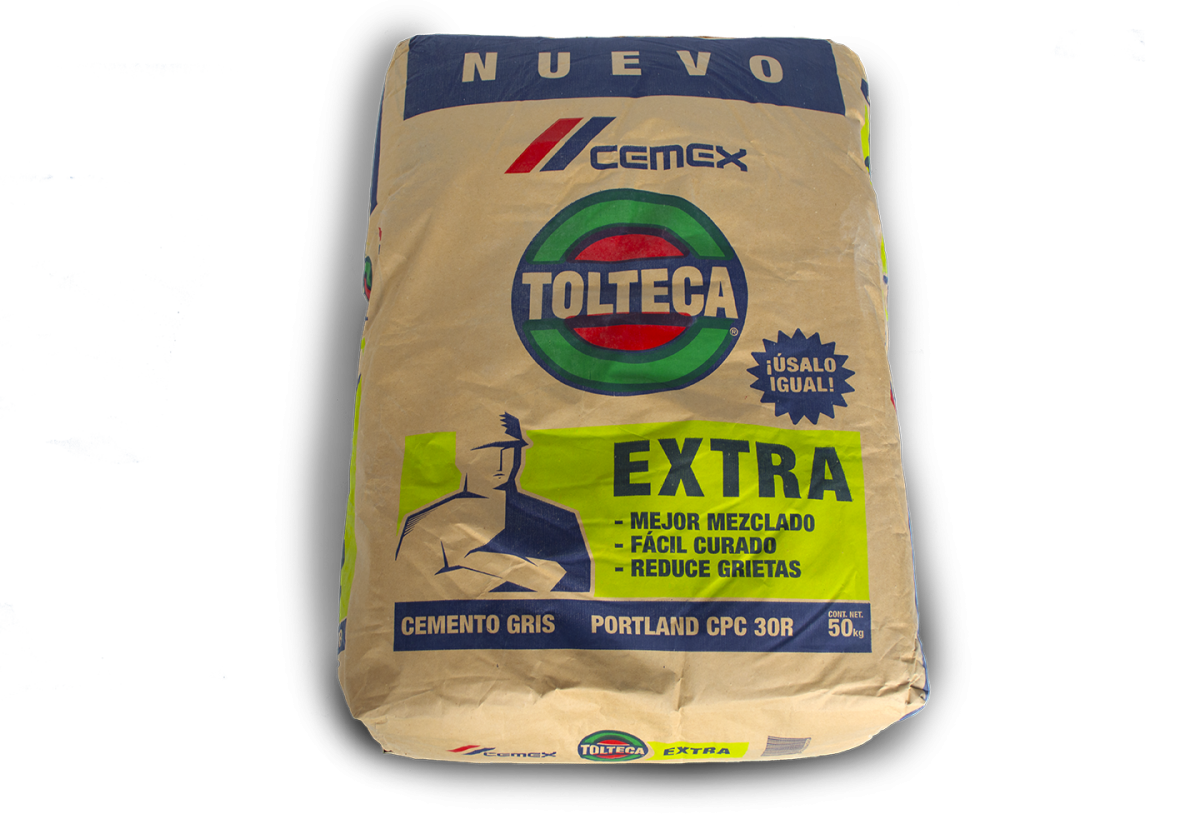 NUEVO
CEMEX
TOLTECA
®
¡ÚSALO
IGUAL!
EXTRA
- MEJOR MEZCLADO
- FÁCIL CURADO
- REDUCE GRIETAS
CEMENTO GRIS PORTLAND CPC 30R CONT. NET.
50kg
CEMEX TOLTECA EXTRA